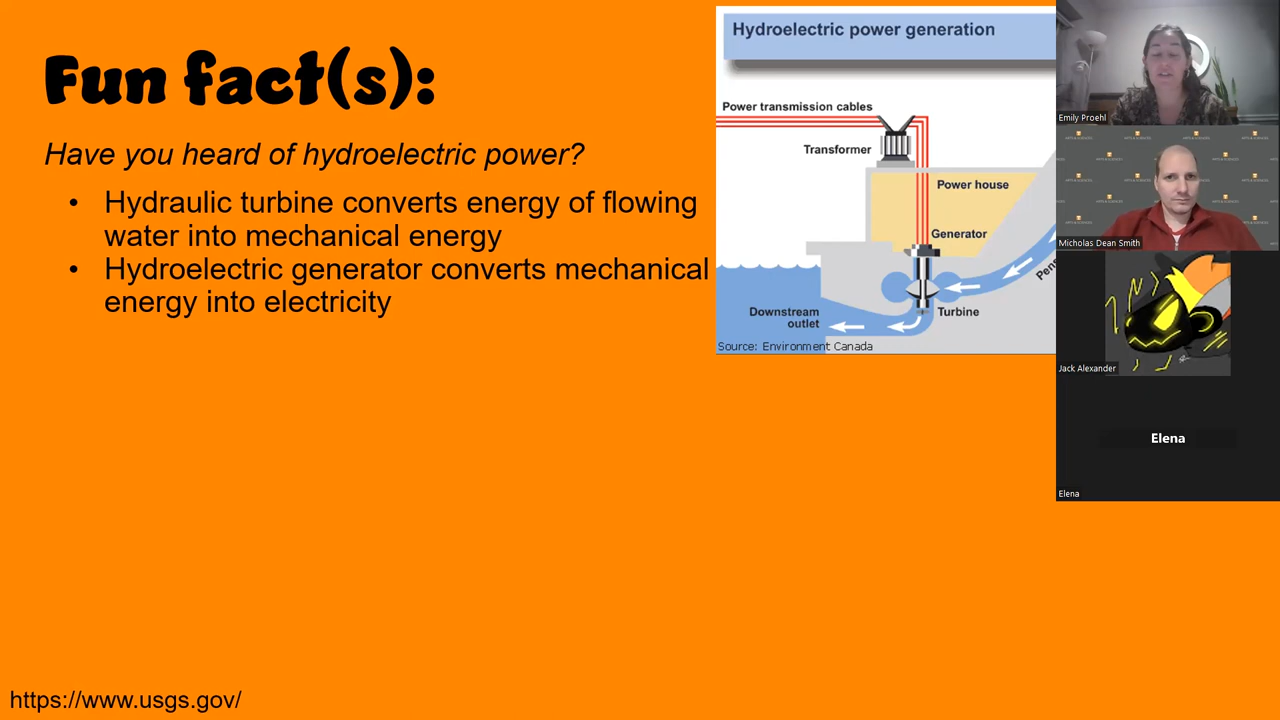 Fun fact(s):
Have you heard of hydroelectric power?
• Hydraulic turbine converts energy of flowing
water into mechanical energy
• Hydroelectric generator converts mechanical
energy into electricity
https://www.usgs.gov/
Hydroelectric power generation
Power transmission cables
Transformer
Power house
Generator
Turbine
Downstream
outlet
Source: Environment Canada
Emily Proehl
Micholas Dean Smith
Jack Alexander
Elena
Elena